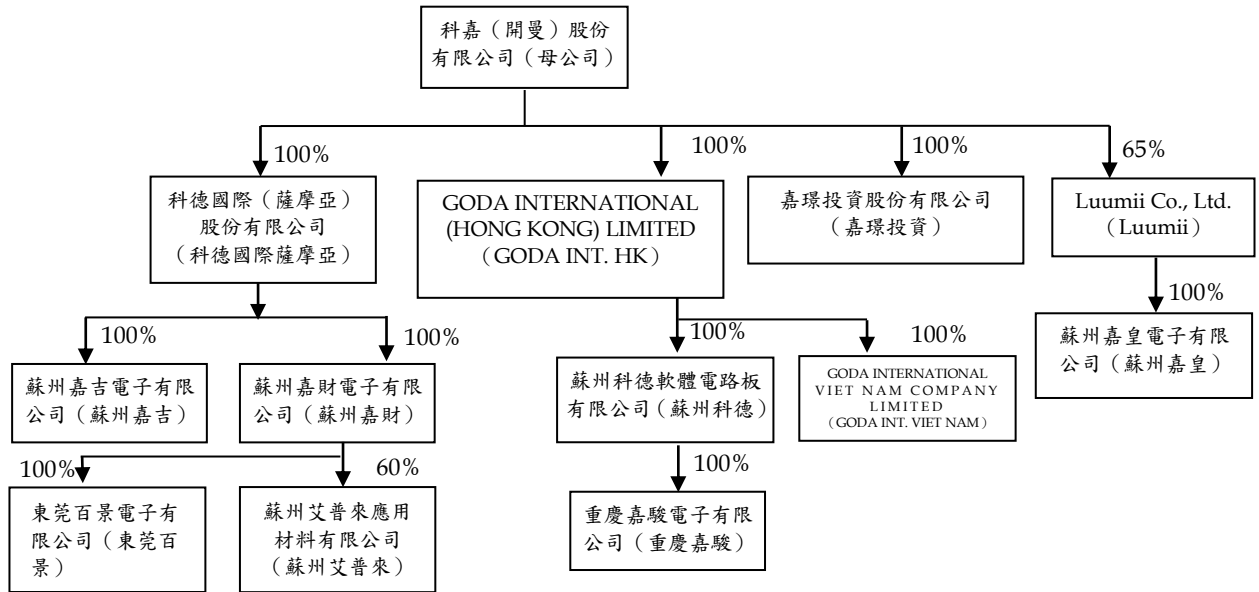 科嘉（開曼）股份
有限公司（母公司）
100%
100%
100%
65%
科德國際（薩摩亞）
股份有限公司
（科德國際薩摩亞）
GODA INTERNATIONAL
(HONG KONG) LIMITED
（GODA INT. HK）
嘉璟投資股份有限公司
（嘉璟投資）
Luumii Co., Ltd.
（Luumii）
100%
100%
100%
100%
100%
蘇州嘉吉電子有限
公司（蘇州嘉吉）
蘇州嘉財電子有限
公司（蘇州嘉財）
蘇州科德軟體電路板
有限公司（蘇州科德）
GODA INTERNATIONAL
VIET NAM COMPANY
LIMITED
（GODA INT. VIET NAM）
蘇州嘉皇電子有限
公司（蘇州嘉皇）
100%
60%
100%
東莞百景電子有
限公司（東莞百
景）
蘇州艾普來應用
材料有限公司
（蘇州艾普來）
重慶嘉駿電子有限
公司（重慶嘉駿）